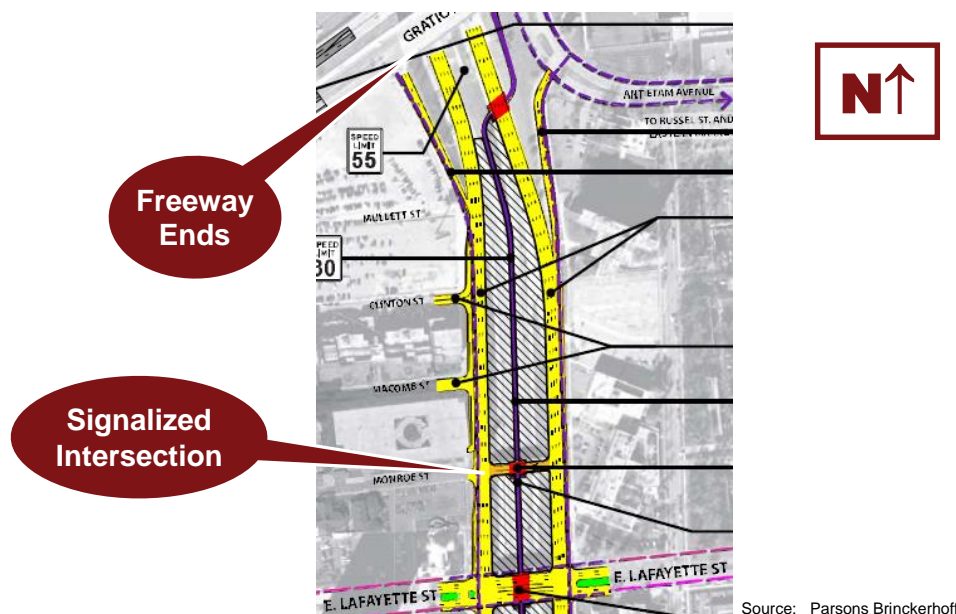 GRATIO
N↑
ANTIETAM AVENUE
TO RUSSEL ST. AND
SPEED
LIMIT
55
Freeway
Ends
MULLETT ST
SPEED
LIMIT
30
CLINTON ST
MACOMB ST
Signalized
Intersection
MONROE ST
E. LAFAYETTE ST
E. LAFAYETTE ST
Source: Parsons Brinckerhoff